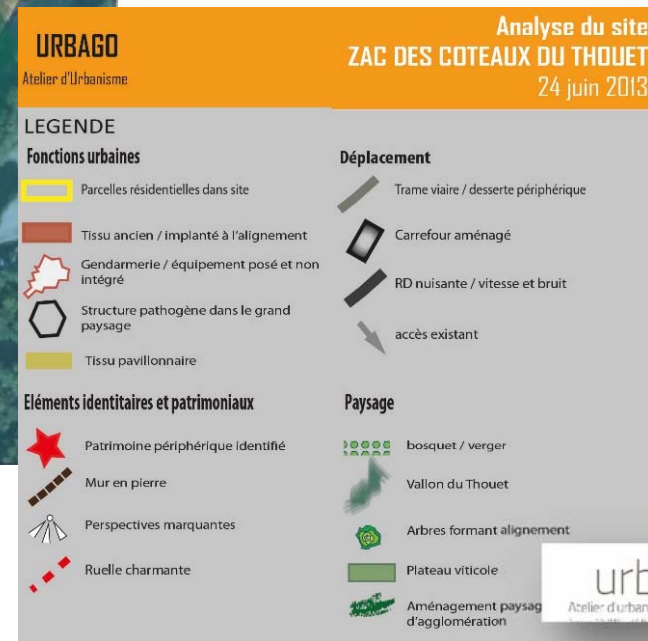 URBAGO
Atelier d'Urbanisme
Analyse du site
ZAC DES COTEAUX DU THOUET
24 juin 2013
LEGENDE
Fonctions urbaines
Parcelles résidentielles dans site
Tissu ancien / implanté à l'alignement
Gendarmerie / équipement posé et non
intégré
Structure pathogène dans le grand
paysage
Tissu pavillonnaire
Eléments identitaires et patrimoniaux
Patrimoine périphérique identifié
Mur en pierre
Perspectives marquantes
Ruelle charmante
Déplacement
Trame viaire / desserte périphérique
Carrefour aménagé
RD nuisante / vitesse et bruit
accès existant
Paysage
bosquet / verger
Vallon du Thouet
Arbres formant alignement
Plateau viticole
Aménagement paysag
d'agglomération
urb
Atelier d'urban